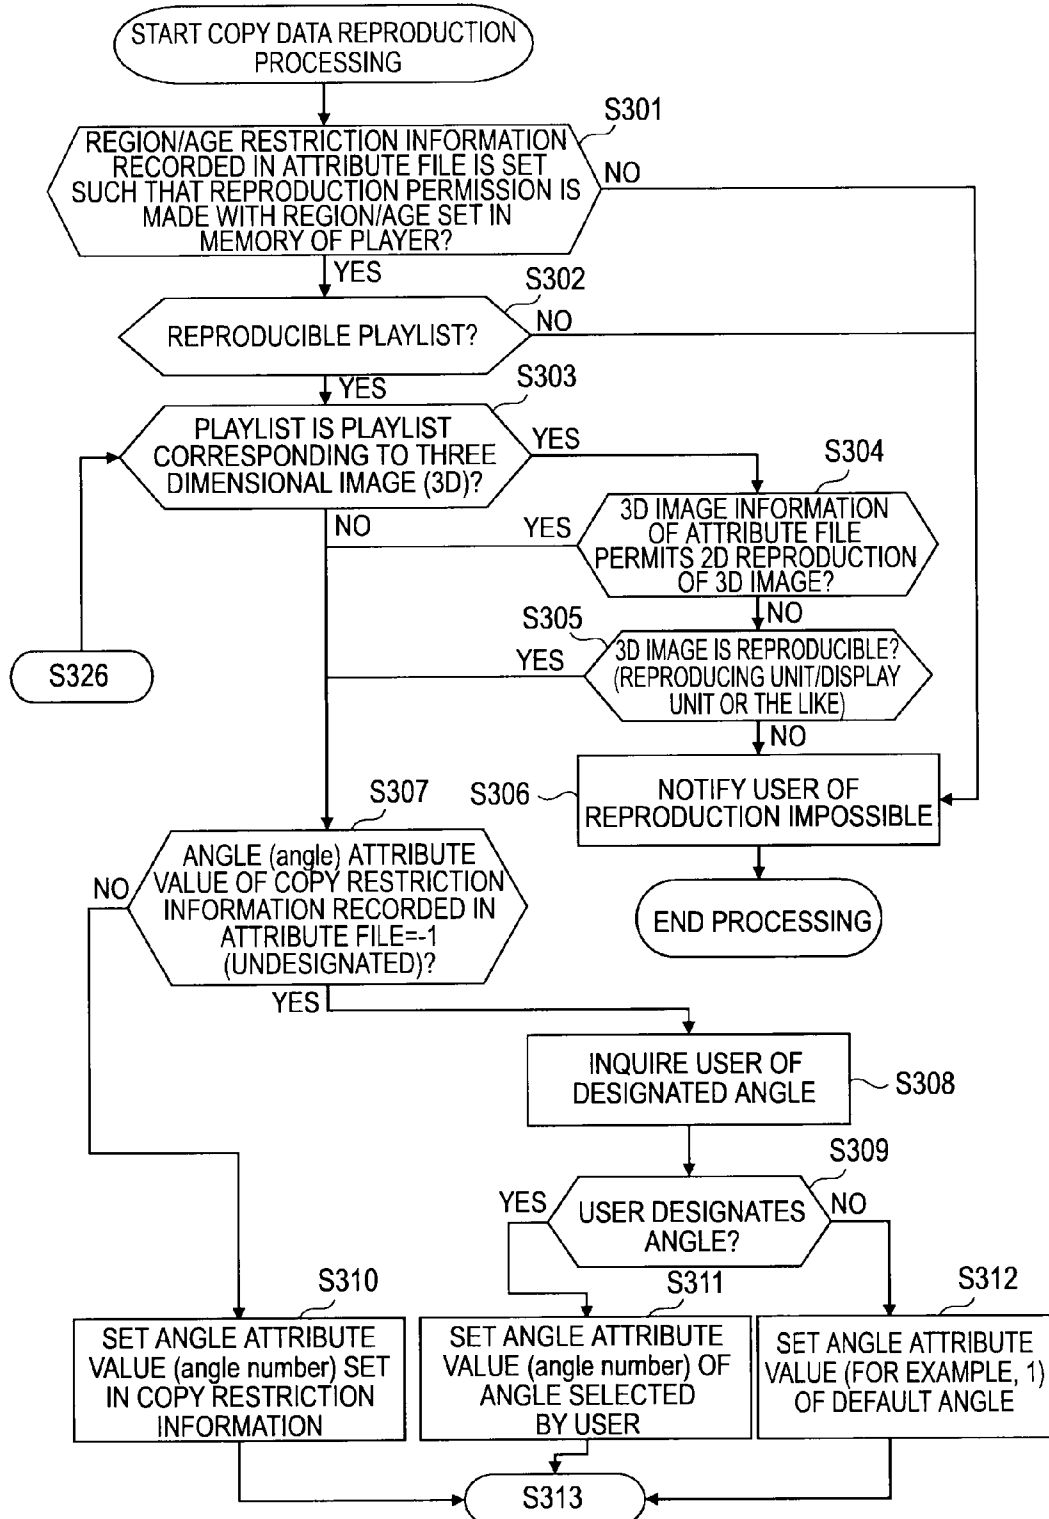 START COPY DATA REPRODUCTION
PROCESSING
S301
REGION/AGE RESTRICTION INFORMATION
RECORDED IN ATTRIBUTE FILE IS SET
SUCH THAT REPRODUCTION PERMISSION IS
MADE WITH REGION/AGE SET IN
MEMORY OF PLAYER?
NO
YES
S302
REPRODUCIBLE PLAYLIST?
NO
YES
S303
PLAYLIST IS PLAYLIST
CORRESPONDING TO THREE
DIMENSIONAL IMAGE (3D)?
YES
NO
S304
3D IMAGE INFORMATION
OF ATTRIBUTE FILE
PERMITS 2D REPRODUCTION
OF 3D IMAGE?
YES
NO
S305
3D IMAGE IS REPRODUCIBLE?
(REPRODUCING UNIT/DISPLAY
UNIT OR THE LIKE)
YES
NO
S326
S306
NOTIFY USER OF
REPRODUCTION IMPOSSIBLE
END PROCESSING
S307
ANGLE (angle) ATTRIBUTE
VALUE OF COPY RESTRICTION
INFORMATION RECORDED IN
ATTRIBUTE FILE=-1
(UNDESIGNATED)?
NO
YES
INQUIRE USER OF
DESIGNATED ANGLE
S308
S309
USER DESIGNATES
ANGLE?
YES
NO
S310
SET ANGLE ATTRIBUTE
VALUE (angle number) SET
IN COPY RESTRICTION
INFORMATION
S311
SET ANGLE ATTRIBUTE
VALUE (angle number) OF
ANGLE SELECTED
BY USER
S312
SET ANGLE ATTRIBUTE
VALUE (FOR EXAMPLE, 1)
OF DEFAULT ANGLE
S313